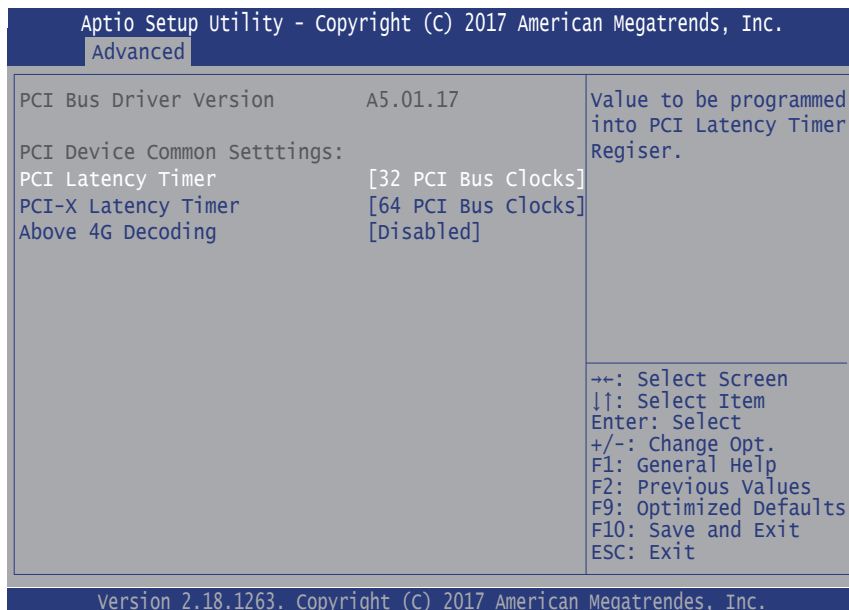 Aptio Setup Utility - Copyright (C) 2017 American Megatrends, Inc.
Advanced
PCI Bus Driver Version A5.01.17
PCI Device Common Setttings:
PCI Latency Timer [32 PCI Bus Clocks]
PCI-X Latency Timer [64 PCI Bus Clocks]
Above 4G Decoding [Disabled]
Value to be programmed
into PCI Latency Timer
Regiser.
→←: Select Screen
↓↑: Select Item
Enter: Select
+/-: Change Opt.
F1: General Help
F2: Previous Values
F9: Optimized Defaults
F10: Save and Exit
ESC: Exit
Version 2.18.1263. Copyright (C) 2017 American Megatrendes, Inc.